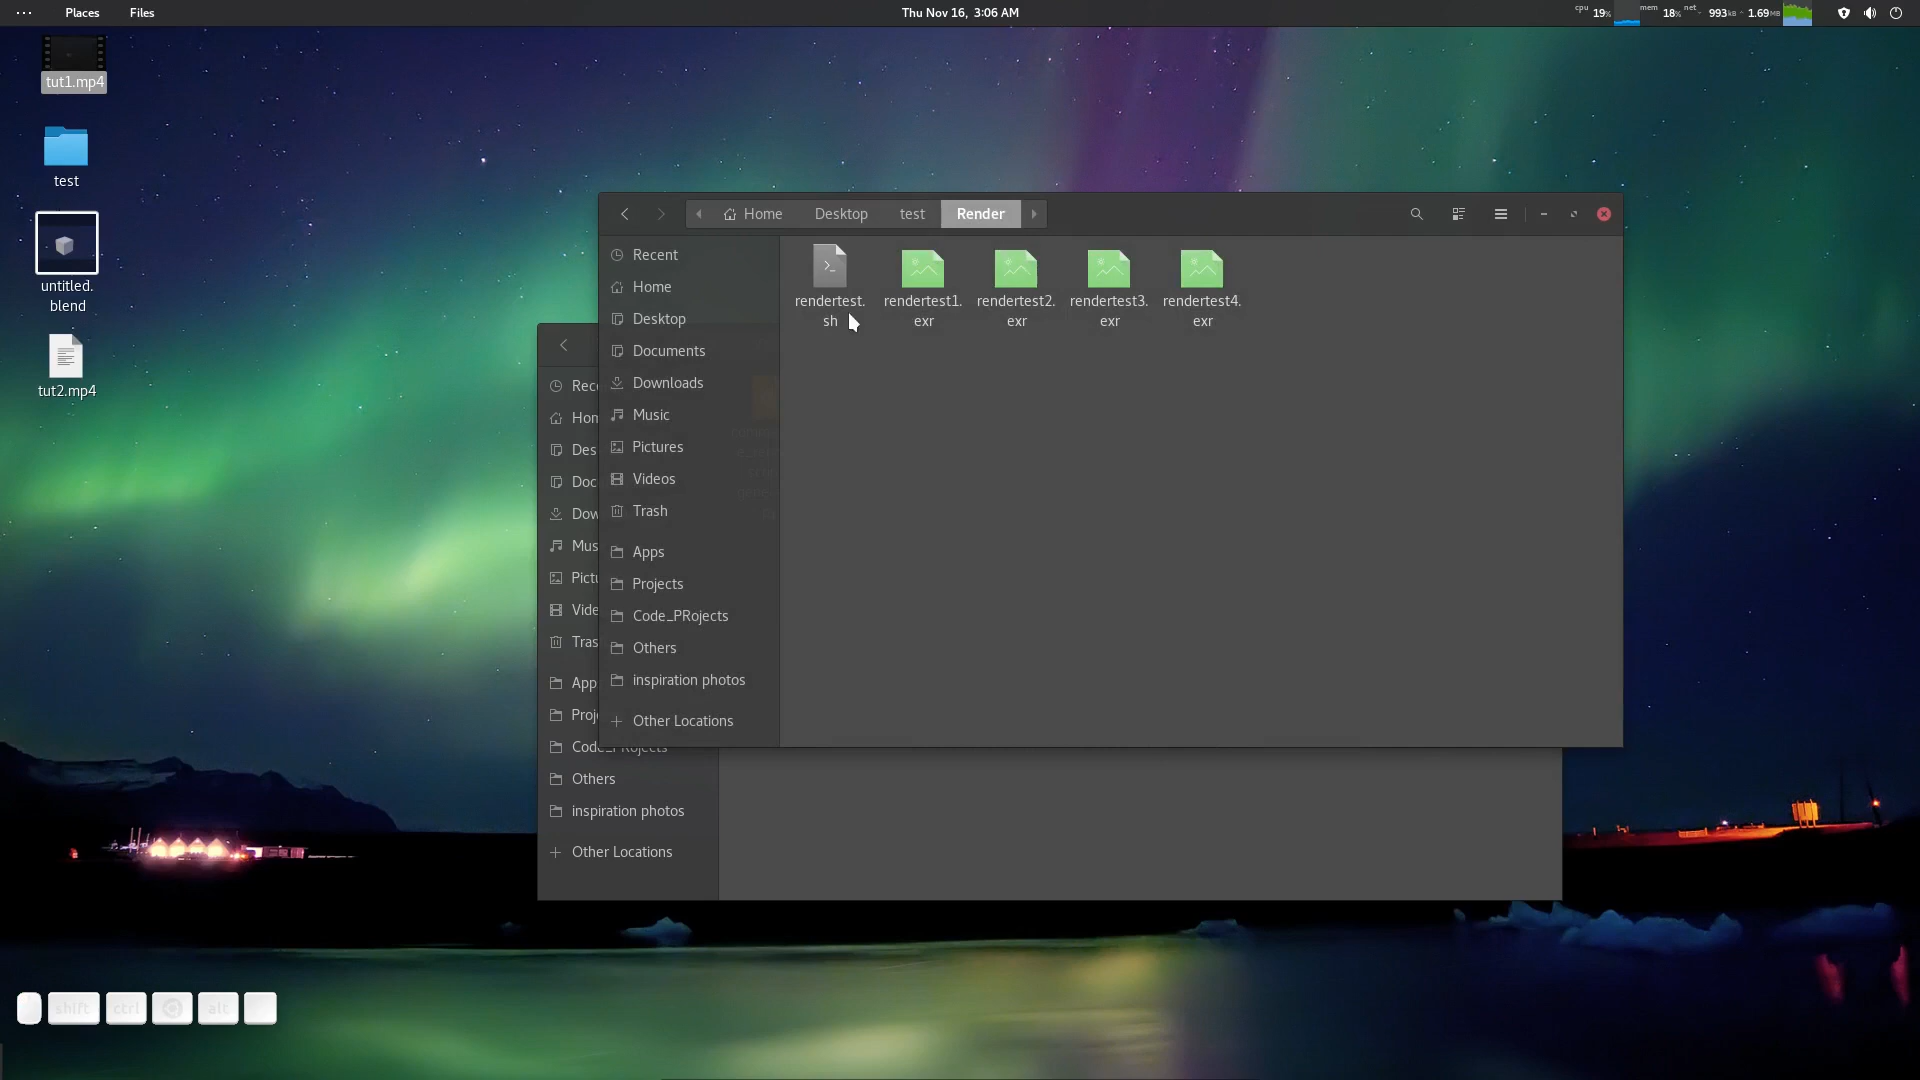 Places
Files
Thu Nov 16, 3:06 AM
cpu 19%
mem 18%
net 993kB 1.69MB
tut1.mp4
test
untitled.
blend
tut2.mp4
Home
Desktop
test
Render
Recent
Home
Desktop
Documents
Downloads
Music
Pictures
Videos
Trash
Apps
Projects
Code_PRojects
Others
inspiration photos
Other Locations
rendertest.
sh
rendertest1.
exr
rendertest2.
exr
rendertest3.
exr
rendertest4.
exr
Rec
Hom
Des
Doc
Dow
Mus
Pictu
Vide
Tras
App
Proj
Code_PRojects
Others
inspiration photos
Other Locations
shift
ctrl
alt